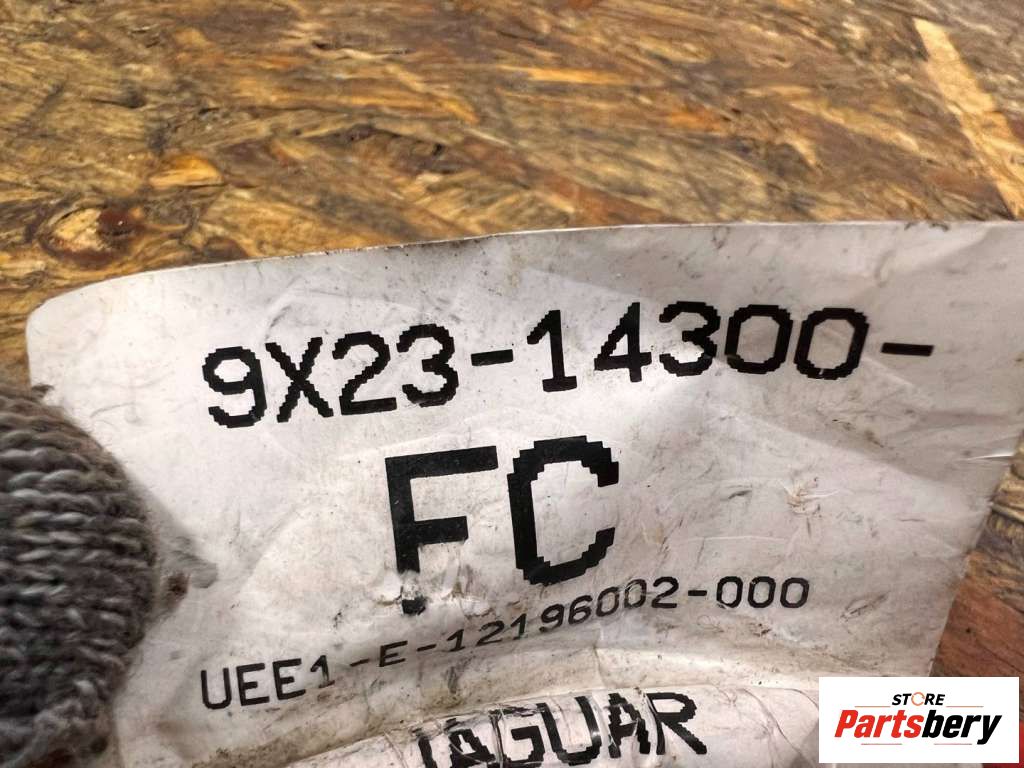 9X23-14300-
FC
UEE1-E-12196002-000
JAGUAR
STORE
Partsbery